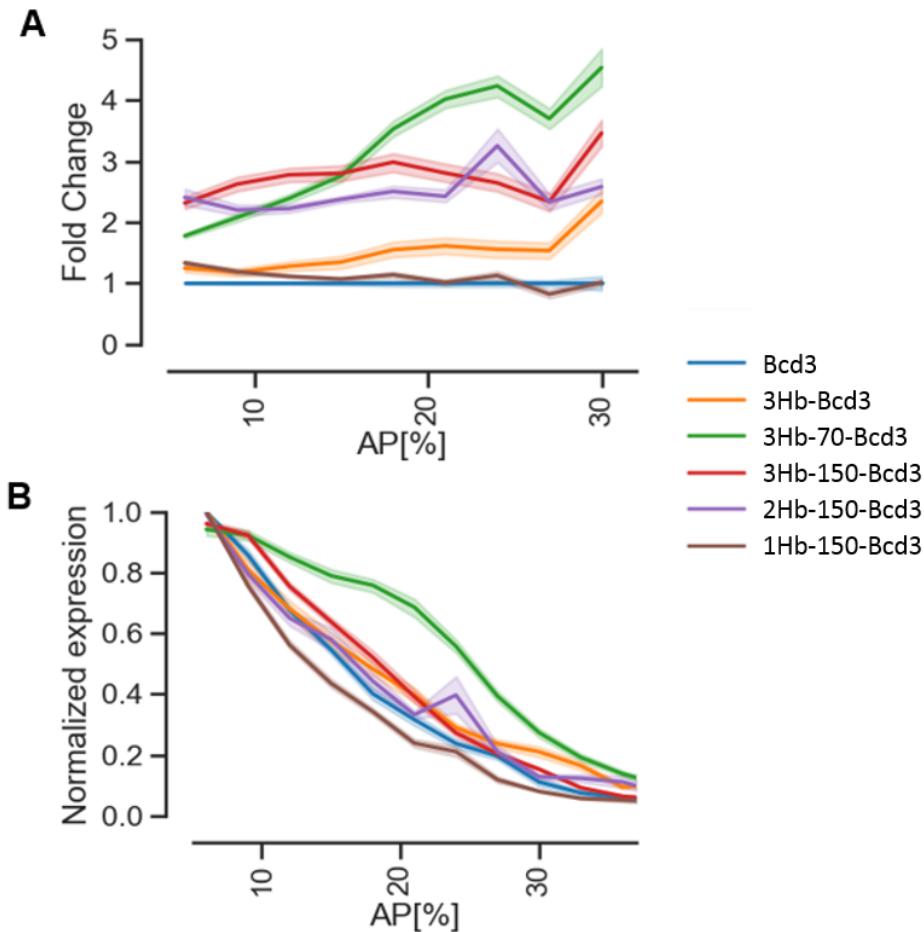 A
5
4
3
2
1
0
Fold Change
10
20
30
AP[%]
Bcd3
3Hb-Bcd3
3Hb-70-Bcd3
3Hb-150-Bcd3
2Hb-150-Bcd3
1Hb-150-Bcd3
B
1.0
0.8
0.6
0.4
0.2
0.0
Normalized expression
10
20
30
AP[%]